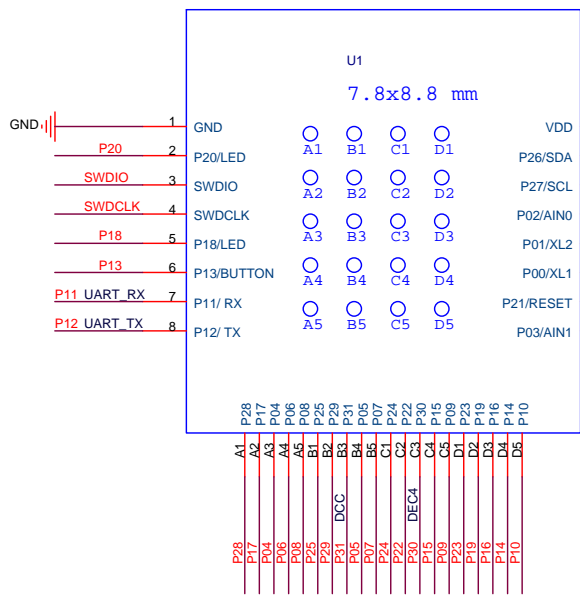 U1
7.8x8.8 mm
GND 1 GND VDD
P20 2 P20/LED P26/SDA
SWDIO 3 SWDIO P27/SCL
SWDCLK 4 SWDCLK P02/AIN0
P18 5 P18/LED P01/XL2
P13 6 P13/BUTTON P00/XL1
P11 UART_RX 7 P11/ RX P21/RESET
P12 UART_TX 8 P12/ TX P03/AIN1
A1 B1 C1 D1
A2 B2 C2 D2
A3 B3 C3 D3
A4 B4 C4 D4
A5 B5 C5 D5
P28 P17 P04 P06 P08 P25 P29 P31 P05 P07 P24 P22 P30 P15 P09 P23 P19 P16 P14 P10
A1 A2 A3 A4 A5 B1 B2 B3 B4 B5 C1 C2 C3 C4 C5 D1 D2 D3 D4 D5
DCC DEC4
P28 P17 P04 P06 P08 P25 P29 P31 P05 P07 P24 P22 P30 P15 P09 P23 P19 P16 P14 P10